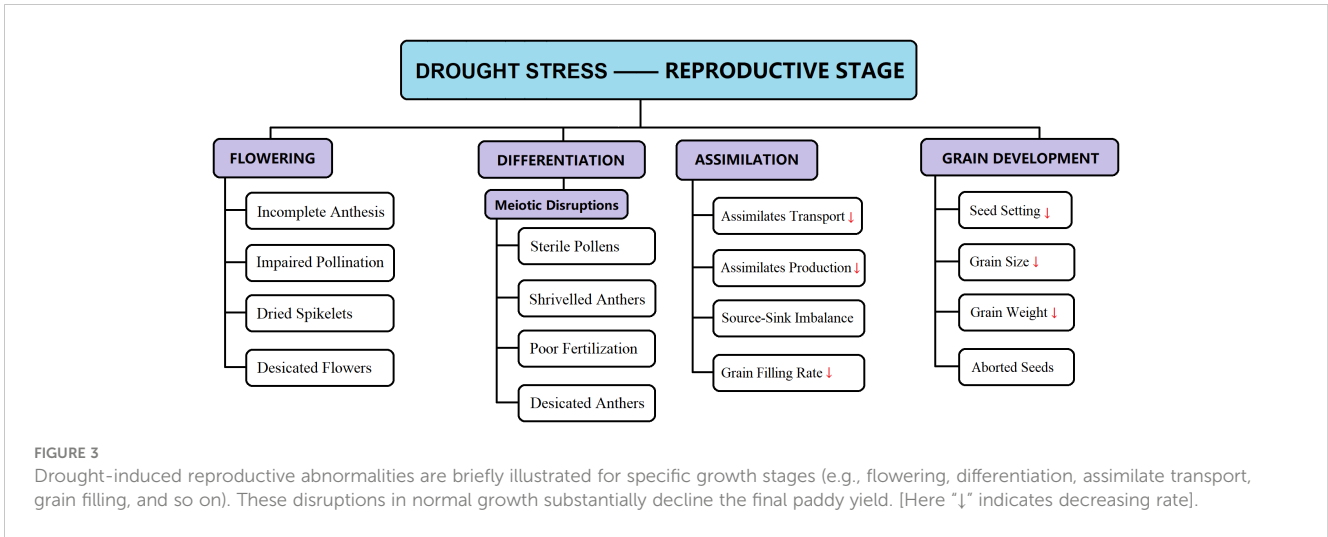 DROUGHT STRESS —— REPRODUCTIVE STAGE
FLOWERING
Incomplete Anthesis
Impaired Pollination
Dried Spikelets
Desicated Flowers
DIFFERENTIATION
Meiotic Disruptions
Sterile Pollens
Shrivelled Anthers
Poor Fertilization
Desicated Anthers
ASSIMILATION
Assimilates Transport ↓
Assimilates Production ↓
Source-Sink Imbalance
Grain Filling Rate ↓
GRAIN DEVELOPMENT
Seed Setting ↓
Grain Size ↓
Grain Weight ↓
Aborted Seeds
FIGURE 3
Drought-induced reproductive abnormalities are briefly illustrated for specific growth stages (e.g., flowering, differentiation, assimilate transport,
grain filling, and so on). These disruptions in normal growth substantially decline the final paddy yield. [Here “↓” indicates decreasing rate].